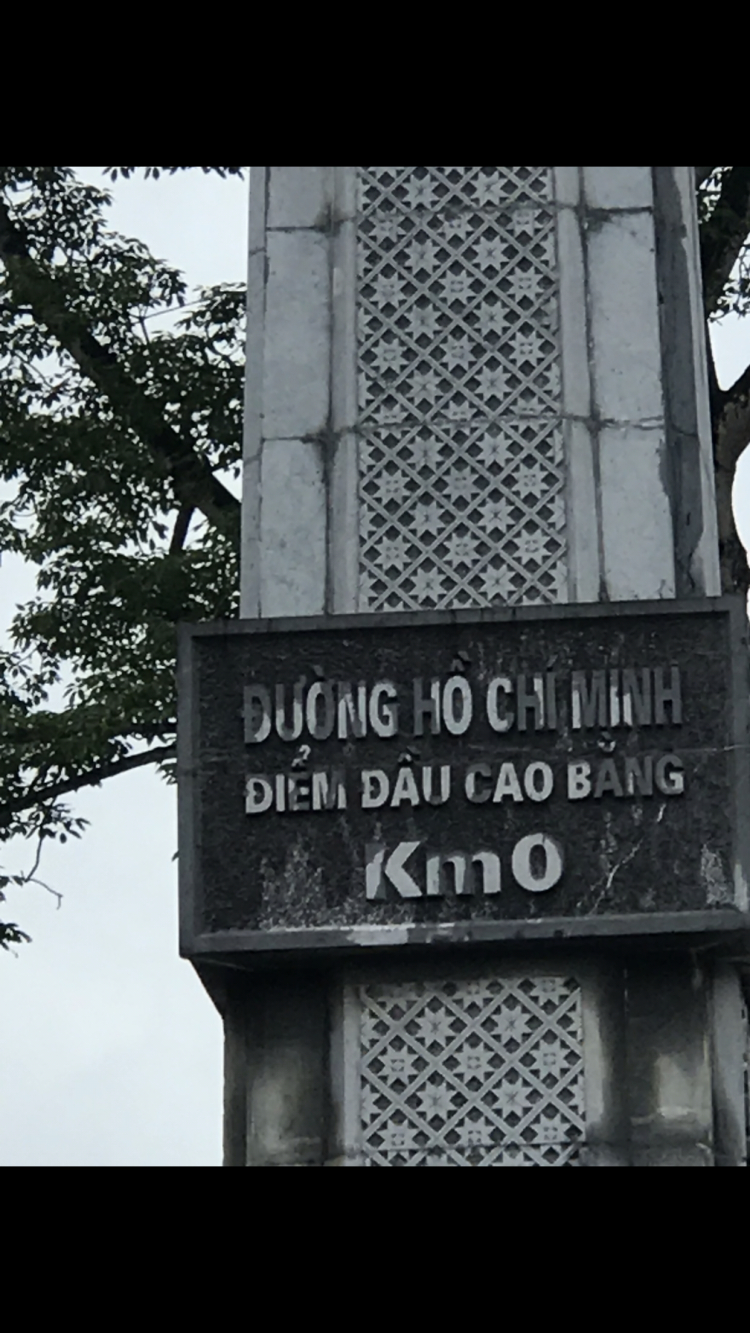 ĐƯỜNG HỒ CHÍ MINH
ĐIỂM ĐẦU CAO BẰNG
Km0